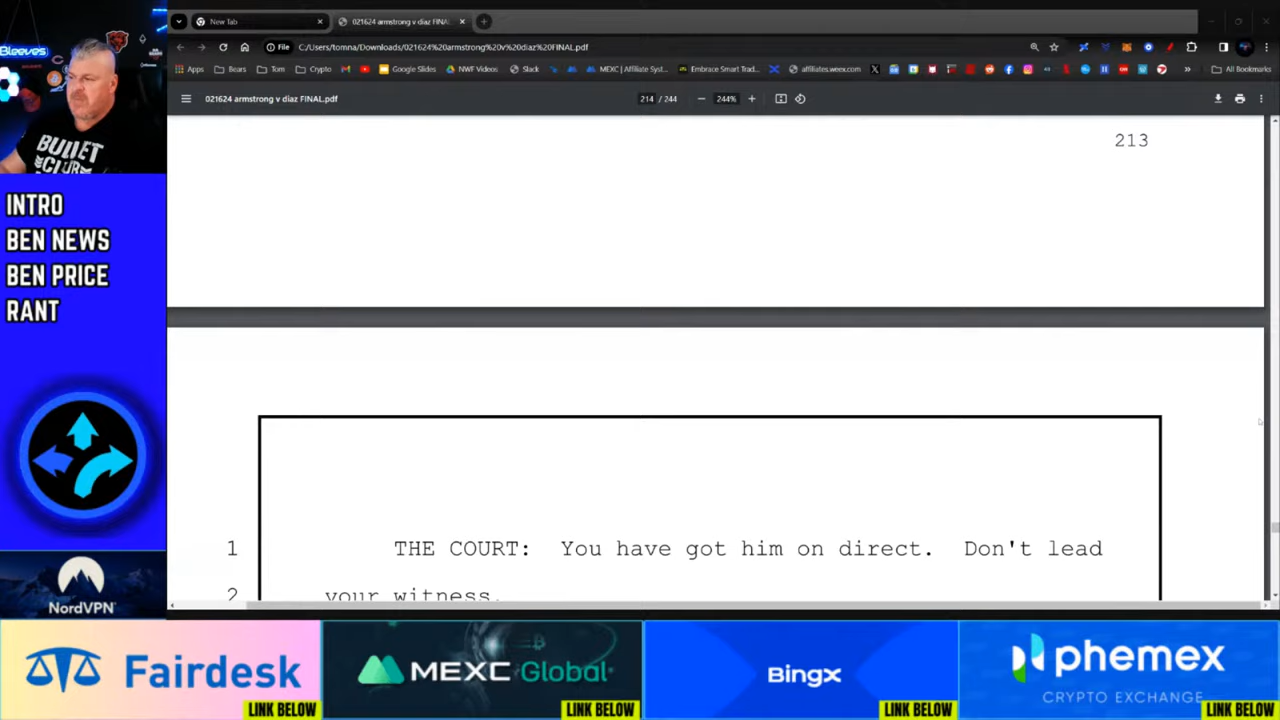 New Tab
021624 armstrong v diaz FINAL.pdf
File
C:/Users/tomna/Downloads/021624%20armstrong%20v%20diaz%20FINAL.pdf
Apps
Bears
Tom
Crypto
Google Slides
NWF Videos
Slack
MEXC | Affiliate Syst...
Embrace Smart Trad...
affiliates.weex.com
All Bookmarks
021624 armstrong v diaz FINAL.pdf
214 / 244
244%
213
1 THE COURT: You have got him on direct. Don't lead
2 your witness.
Bleeves
BULLET
CLUB
INTRO
BEN NEWS
BEN PRICE
RANT
NordVPN
Fairdesk
LINK BELOW
MEXC Global
LINK BELOW
BingX
LINK BELOW
phemex
CRYPTO EXCHANGE
LINK BELOW